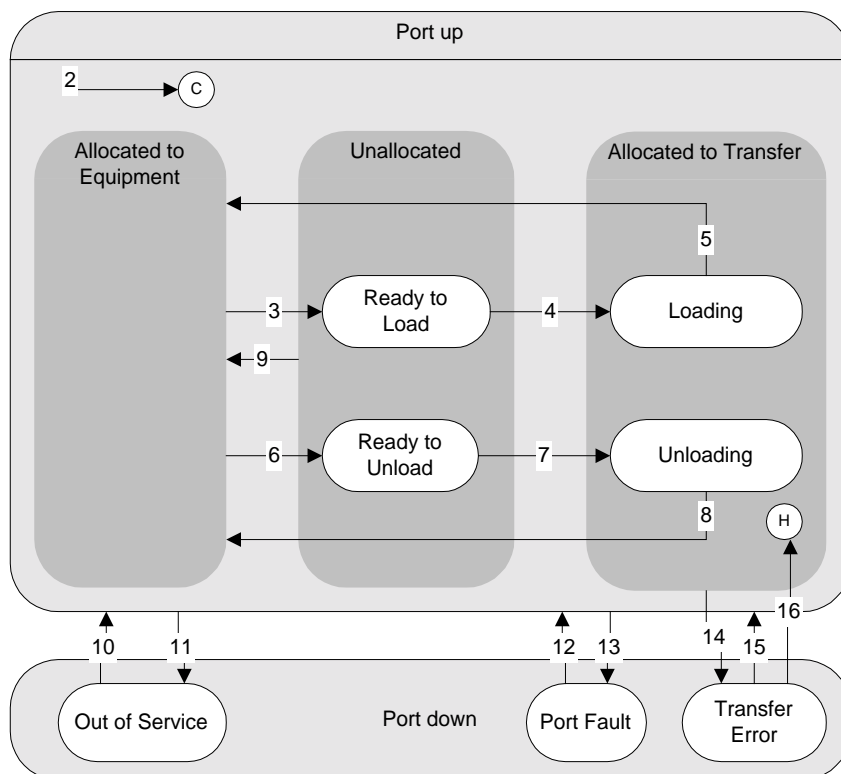 Port up
2
C
Allocated to
Equipment
Unallocated
Allocated to Transfer
5
3
Ready to
Load
4
Loading
9
6
Ready to
Unload
7
Unloading
8
H
10
11
12
13
14
15
16
Out of Service
Port down
Port Fault
Transfer
Error